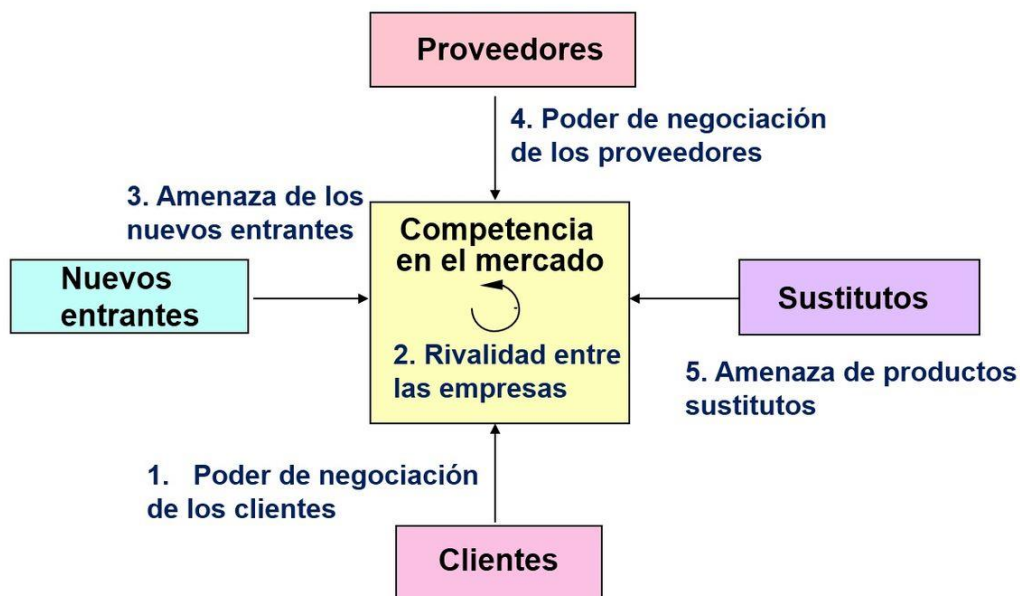 Proveedores
4. Poder de negociación
de los proveedores
3. Amenaza de los
nuevos entrantes
Competencia
en el mercado
Nuevos
entrantes
Sustitutos
2. Rivalidad entre
las empresas
5. Amenaza de productos
sustitutos
1. Poder de negociación
de los clientes
Clientes